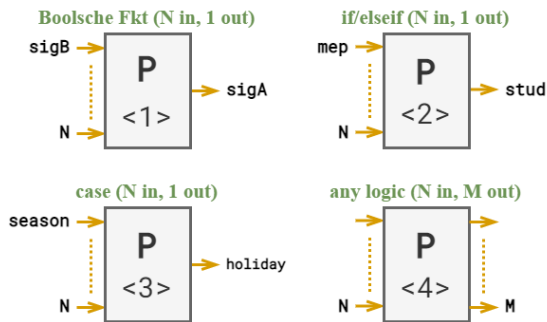 Boolsche Fkt (N in, 1 out)
sigB
P
sigA
<1>
N
if/elseif (N in, 1 out)
mep
P
stud
<2>
N
case (N in, 1 out)
season
P
holiday
<3>
N
any logic (N in, M out)
P
<4>
N
M